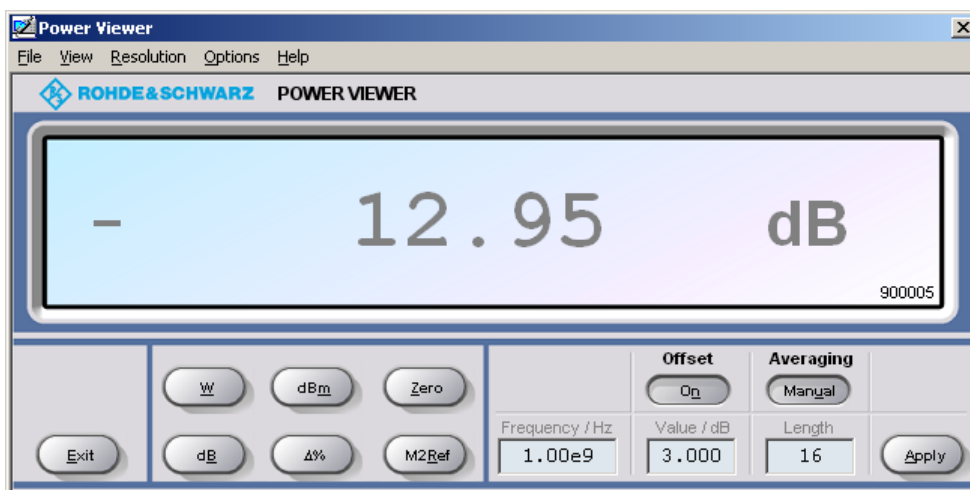 Power Viewer
File View Resolution Options Help
ROHDE&SCHWARZ POWER VIEWER
- 12.95 dB
900005
Offset Averaging
W dBm Zero On Manual
Frequency / Hz Value / dB Length
Exit dB Δ% M2Ref 1.00e9 3.000 16 Apply